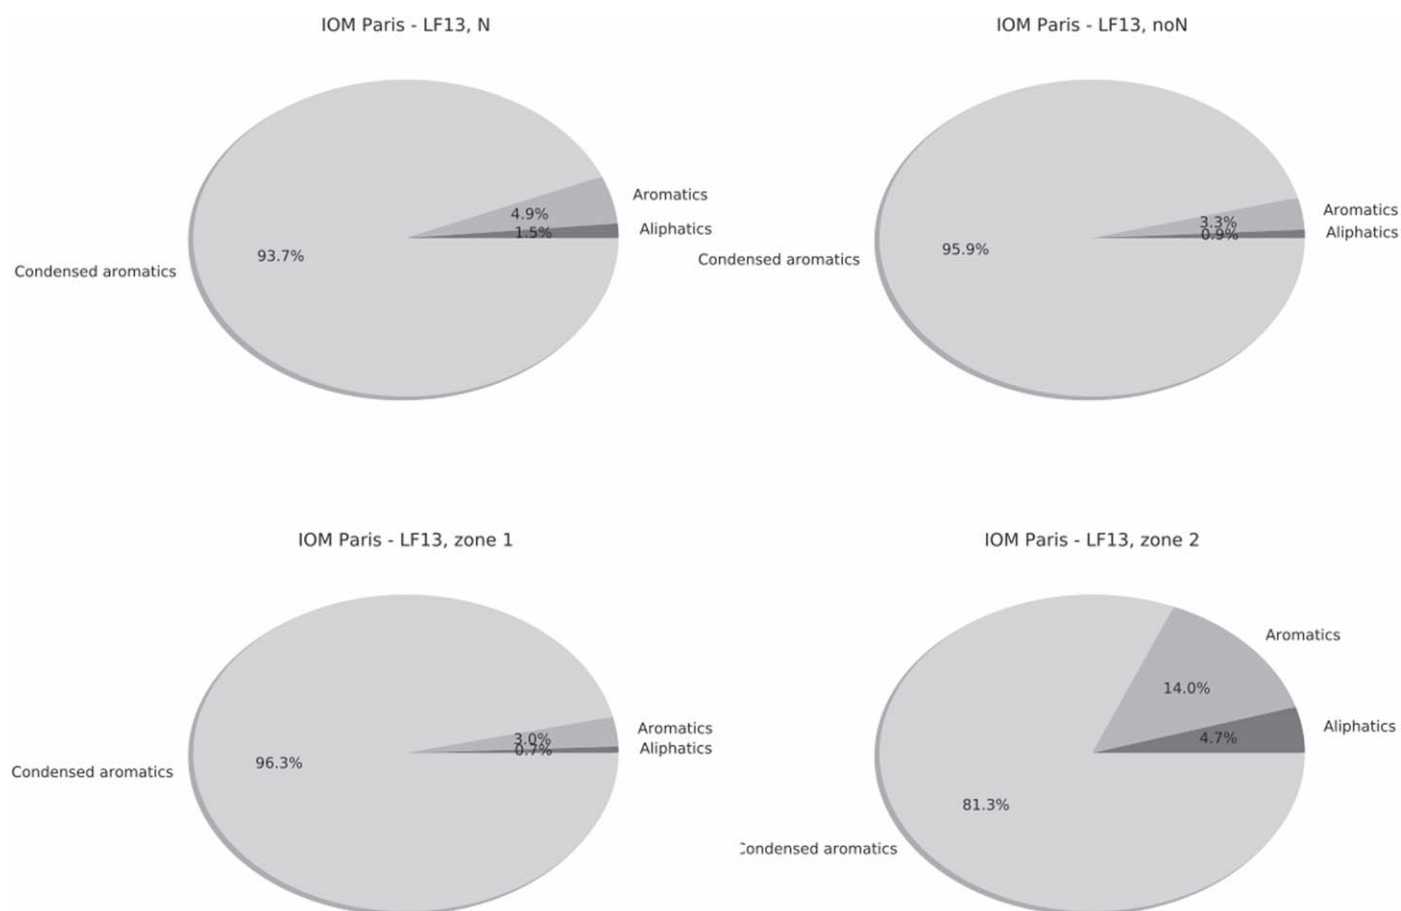 IOM Paris - LF13, N
Aromatics
4.9%
Aliphatics
1.5%
93.7%
Condensed aromatics
IOM Paris - LF13, noN
Aromatics
3.3%
Aliphatics
0.9%
95.9%
Condensed aromatics
IOM Paris - LF13, zone 1
Aromatics
3.0%
Aliphatics
0.7%
96.3%
Condensed aromatics
IOM Paris - LF13, zone 2
Aromatics
14.0%
Aliphatics
4.7%
81.3%
Condensed aromatics